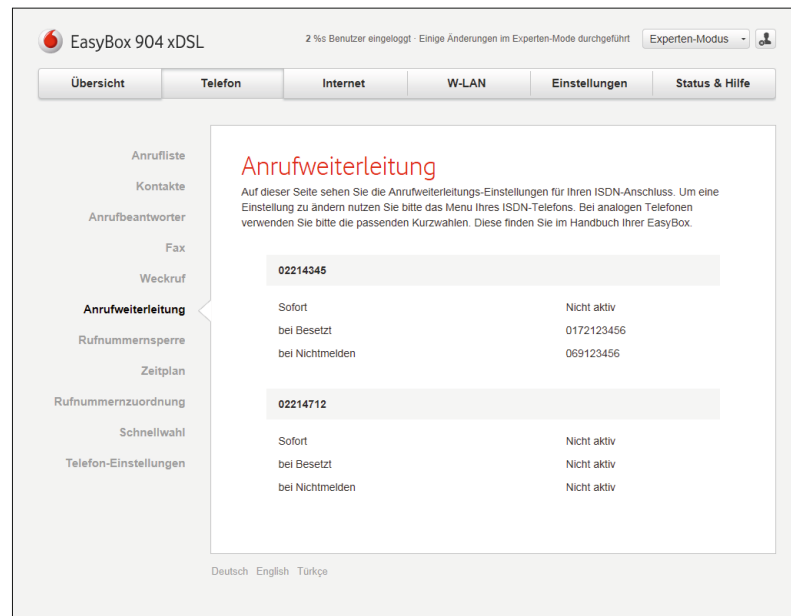 EasyBox 904 xDSL
2 %s Benutzer eingeloggt · Einige Änderungen im Experten-Mode durchgeführt
Experten-Modus
Übersicht
Telefon
Internet
W-LAN
Einstellungen
Status & Hilfe
Anrufliste
Kontakte
Anrufbeantworter
Fax
Weckruf
Anrufweiterleitung
Rufnummernsperre
Zeitplan
Rufnummernzuordnung
Schnellwahl
Telefon-Einstellungen
Anrufweiterleitung
Auf dieser Seite sehen Sie die Anrufweiterleitungs-Einstellungen für Ihren ISDN-Anschluss. Um eine
Einstellung zu ändern nutzen Sie bitte das Menu Ihres ISDN-Telefons. Bei analogen Telefonen
verwenden Sie bitte die passenden Kurzwahlen. Diese finden Sie im Handbuch Ihrer EasyBox.
02214345
Sofort Nicht aktiv
bei Besetzt 0172123456
bei Nichtmelden 069123456
02214712
Sofort Nicht aktiv
bei Besetzt Nicht aktiv
bei Nichtmelden Nicht aktiv
Deutsch English Türkçe